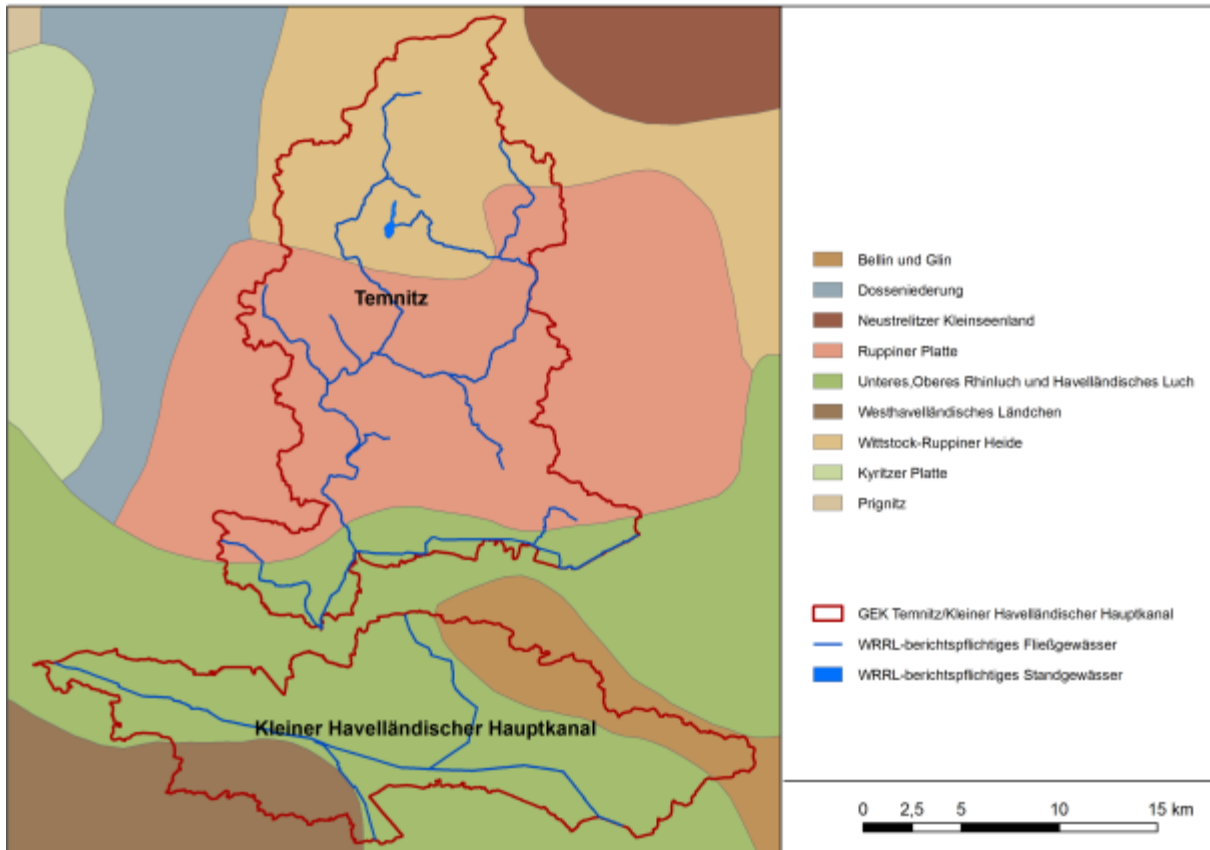 Temnitz
Kleiner Havelländischer Hauptkanal
Bellin und Glin
Dosseniederung
Neustrelitzer Kleinseenland
Ruppiner Platte
Unteres,Oberes Rhinluch und Havelländisches Luch
Westhavelländisches Ländchen
Wittstock-Ruppiner Heide
Kyritzer Platte
Prignitz
GEK Temnitz/Kleiner Havelländischer Hauptkanal
WRRL-berichtspflichtiges Fließgewässer
WRRL-berichtspflichtiges Standgewässer
0 2,5 5 10 15 km